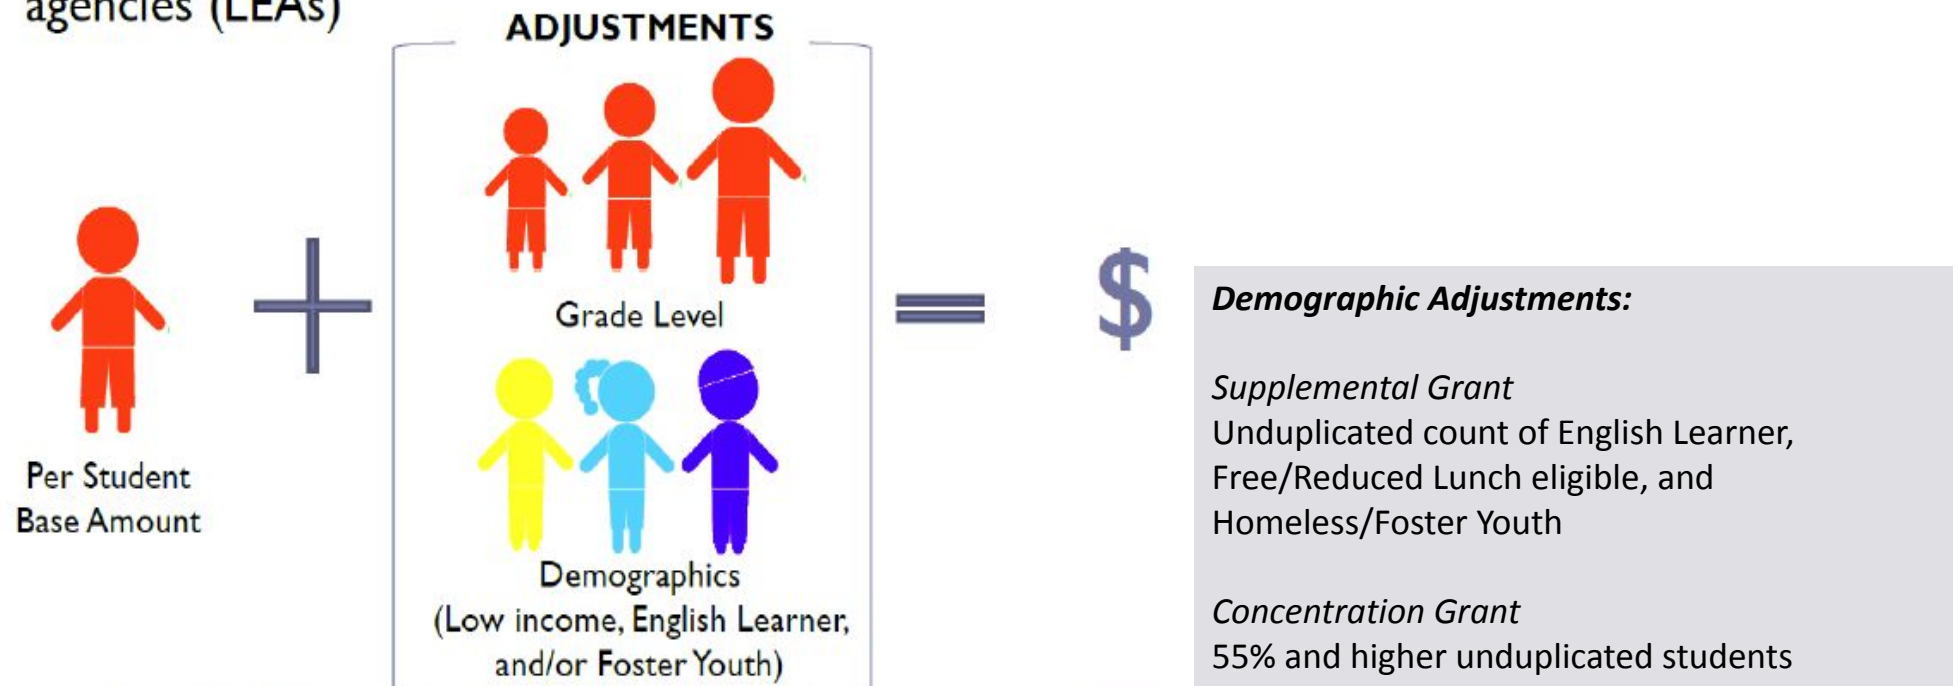 agencies (LEAs)
ADJUSTMENTS
Grade Level
Per Student
Base Amount
+
=
$
Demographics
(Low income, English Learner,
and/or Foster Youth)
Demographic Adjustments:
Supplemental Grant
Unduplicated count of English Learner,
Free/Reduced Lunch eligible, and
Homeless/Foster Youth
Concentration Grant
55% and higher unduplicated students